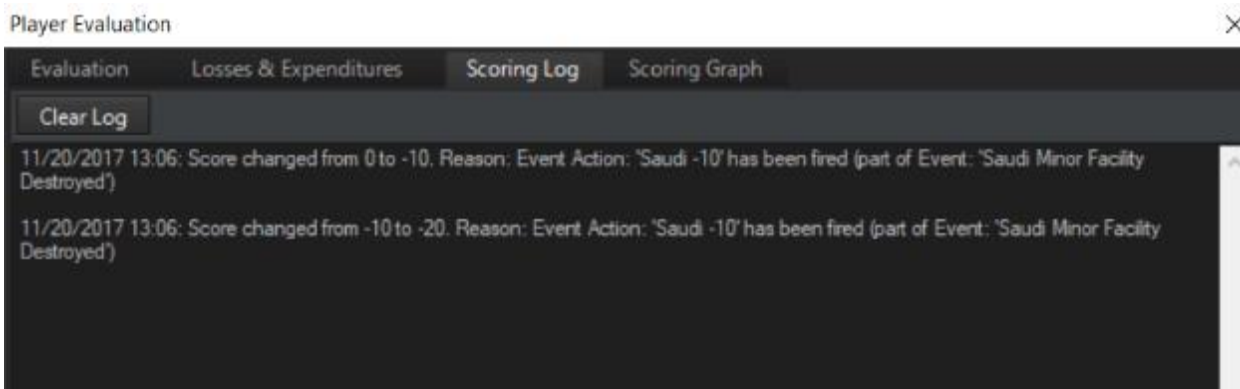 Player Evaluation
Evaluation Losses & Expenditures Scoring Log Scoring Graph
Clear Log
11/20/2017 13:06: Score changed from 0 to -10. Reason: Event Action: 'Saudi -10' has been fired (part of Event: 'Saudi Minor Facility
Destroyed')
11/20/2017 13:06: Score changed from -10 to -20. Reason: Event Action: 'Saudi -10' has been fired (part of Event: 'Saudi Minor Facility
Destroyed')